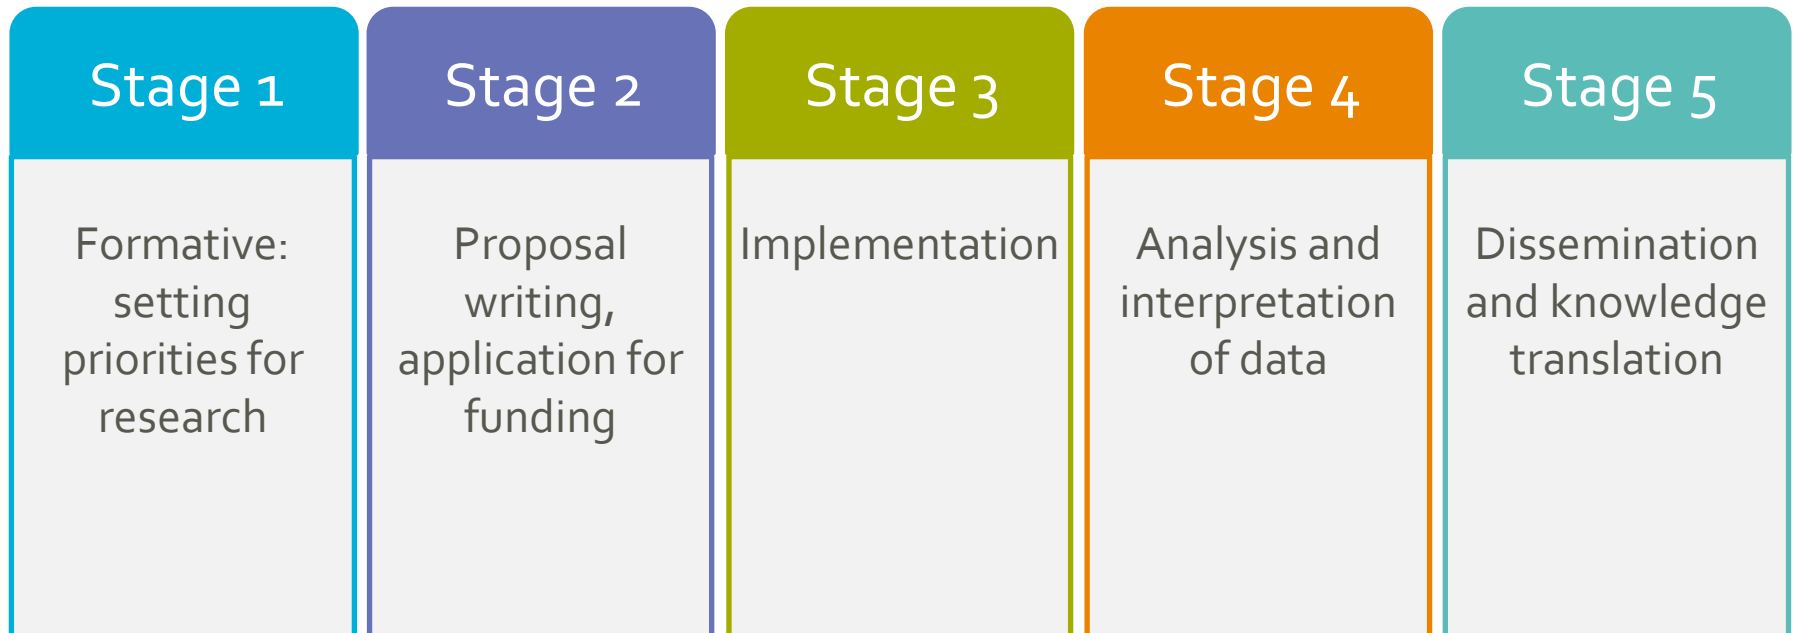 Stage 1
Formative:
setting
priorities for
research
Stage 2
Proposal
writing,
application for
funding
Stage 3
Implementation
Stage 4
Analysis and
interpretation
of data
Stage 5
Dissemination
and knowledge
translation